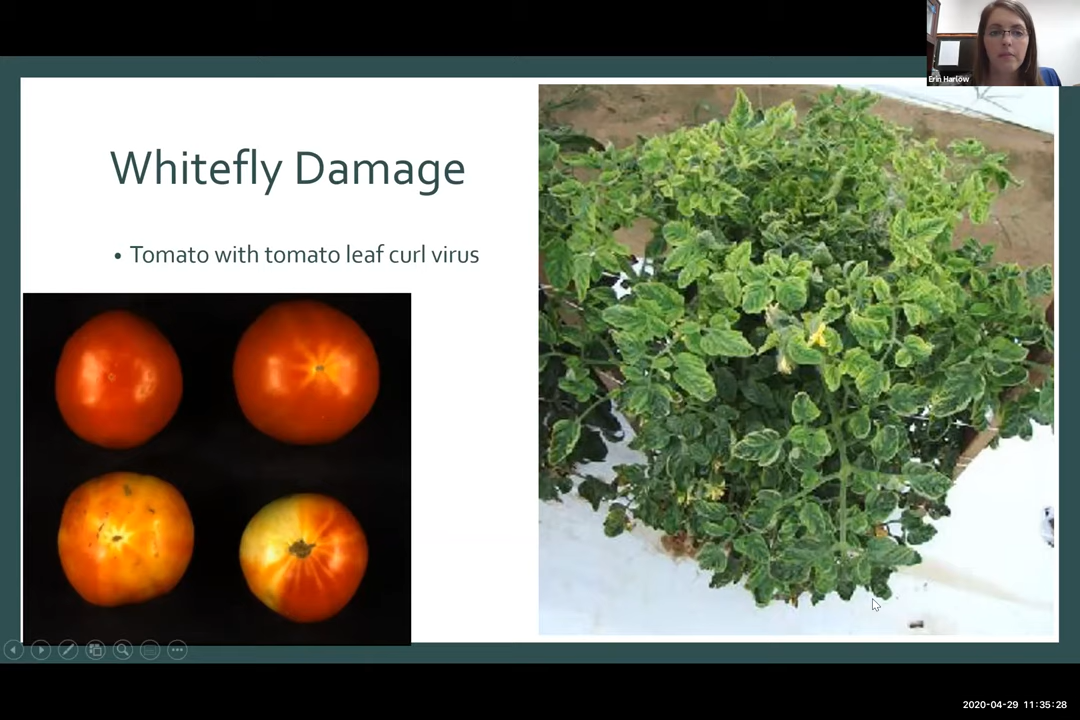 Erin Harlow
Whitefly Damage
• Tomato with tomato leaf curl virus
2020-04-29 11:35:28